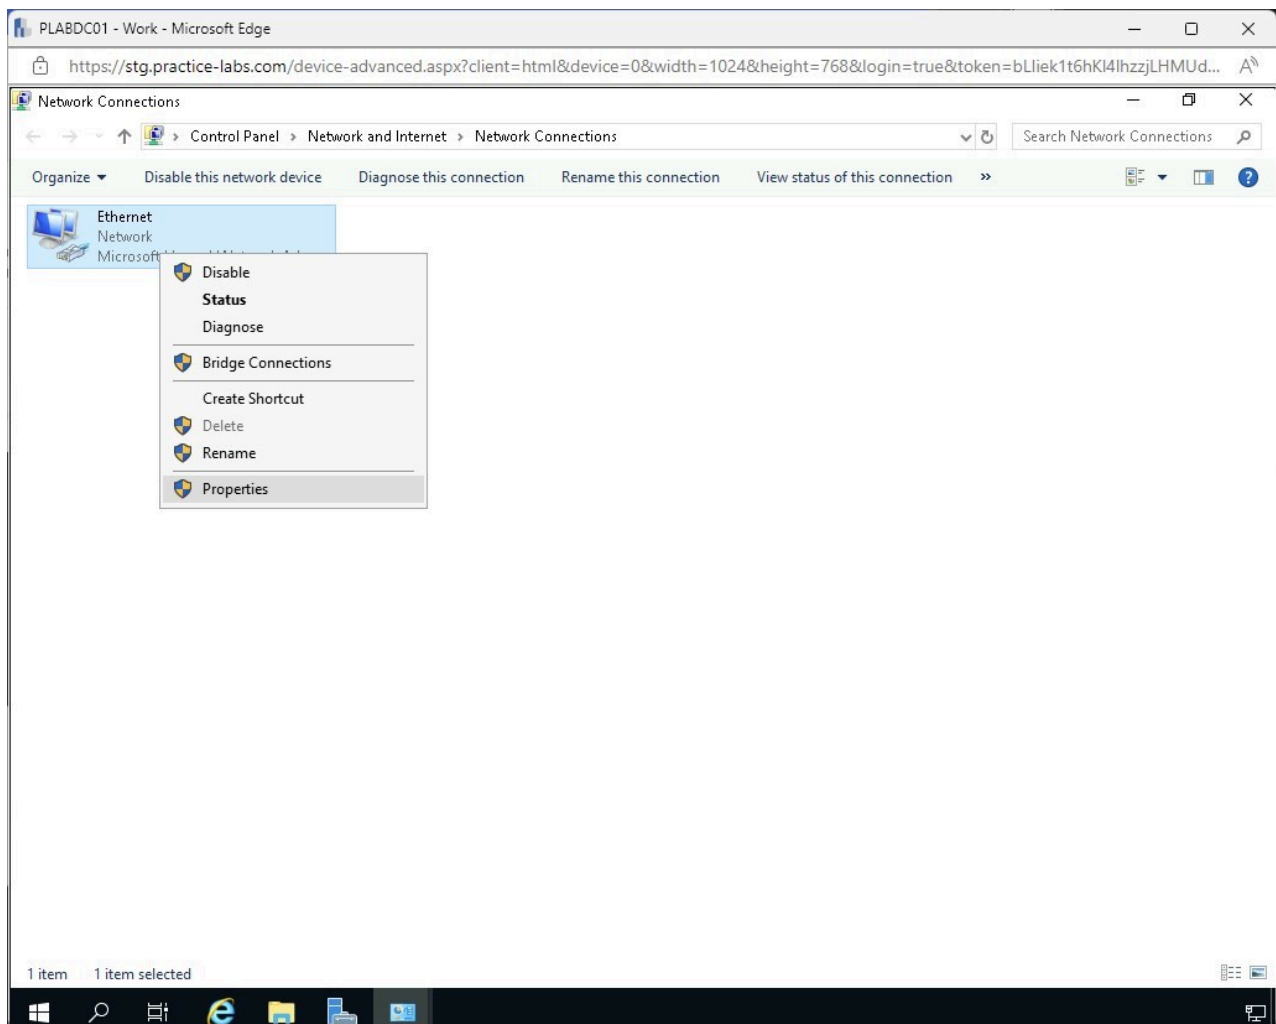 PLABDC01 - Work - Microsoft Edge
https://stg.practice-labs.com/device-advanced.aspx?client=html&device=0&width=1024&height=768&login=true&token=bLliek1t6hKl4lhzzjLHMUd...
Network Connections
Control Panel > Network and Internet > Network Connections
Search Network Connections
Organize
Disable this network device
Diagnose this connection
Rename this connection
View status of this connection
»
Ethernet
Network
Microsoft
Disable
Status
Diagnose
Bridge Connections
Create Shortcut
Delete
Rename
Properties
1 item
1 item selected